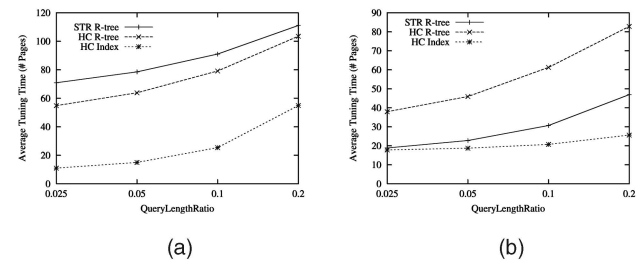 STR R-tree
HC R-tree
HC Index
Average Tuning Time (# Pages)
120
100
80
60
40
20
0
0.025
0.05
0.1
0.2
QueryLengthRatio
(a)
STR R-tree
HC R-tree
HC Index
Average Tuning Time (# Pages)
90
80
70
60
50
40
30
20
10
0
0.025
0.05
0.1
0.2
QueryLengthRatio
(b)